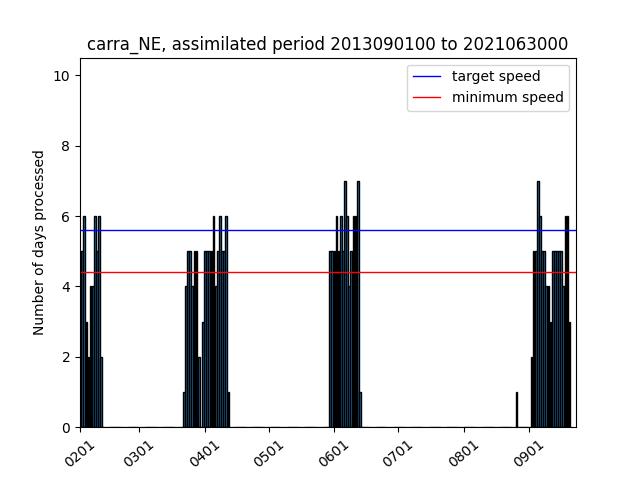 carra_NE, assimilated period 2013090100 to 2021063000
target speed
minimum speed
Number of days processed
10
8
6
4
2
0
0201 0301 0401 0501 0601 0701 0801 0901